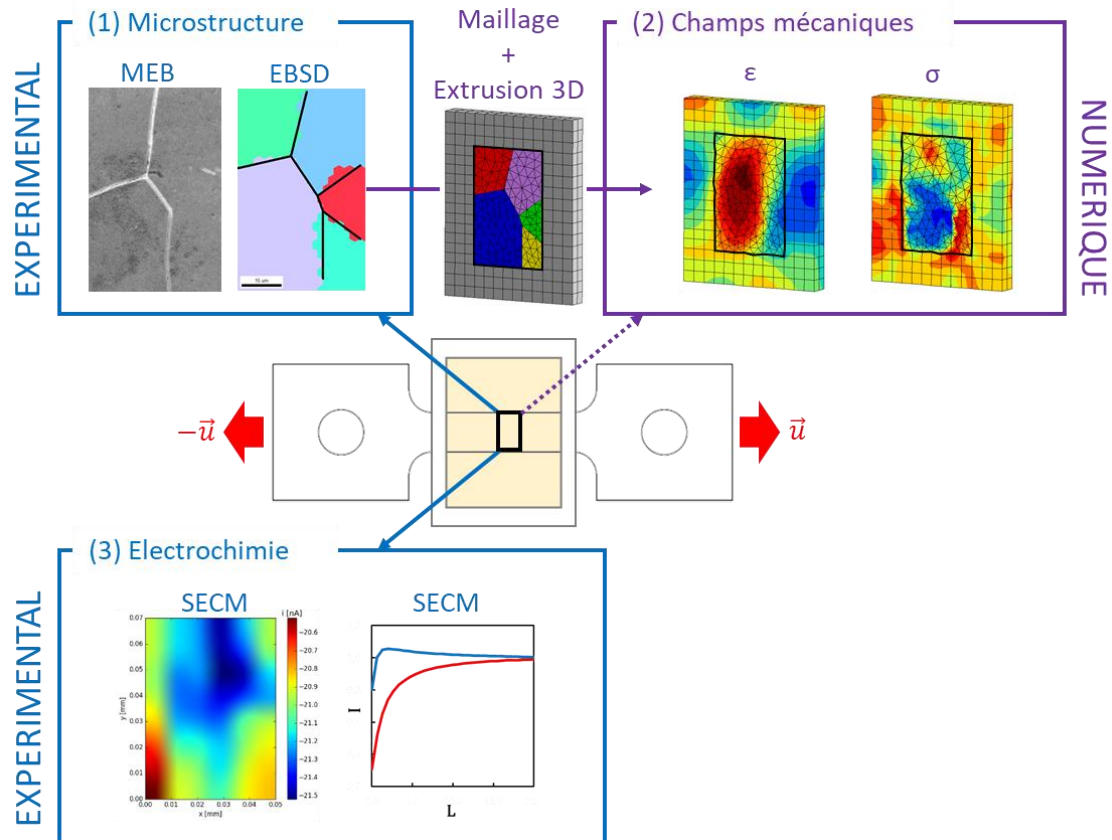 (1) Microstructure
MEB
EBSD
EXPERIMENTAL
Maillage
+
Extrusion 3D
(2) Champs mécaniques
ε
σ
NUMERIQUE
-u⃗
u⃗
(3) Electrochimie
EXPERIMENTAL
SECM
i [nA]
0.07
0.06
0.05
0.04
0.03
0.02
0.01
0.00
y [mm]
0.00 0.01 0.02 0.03 0.04 0.05
x [mm]
−20.6
−20.7
−20.8
−20.9
−21.0
−21.1
−21.2
−21.3
−21.4
−21.5
SECM
I
L